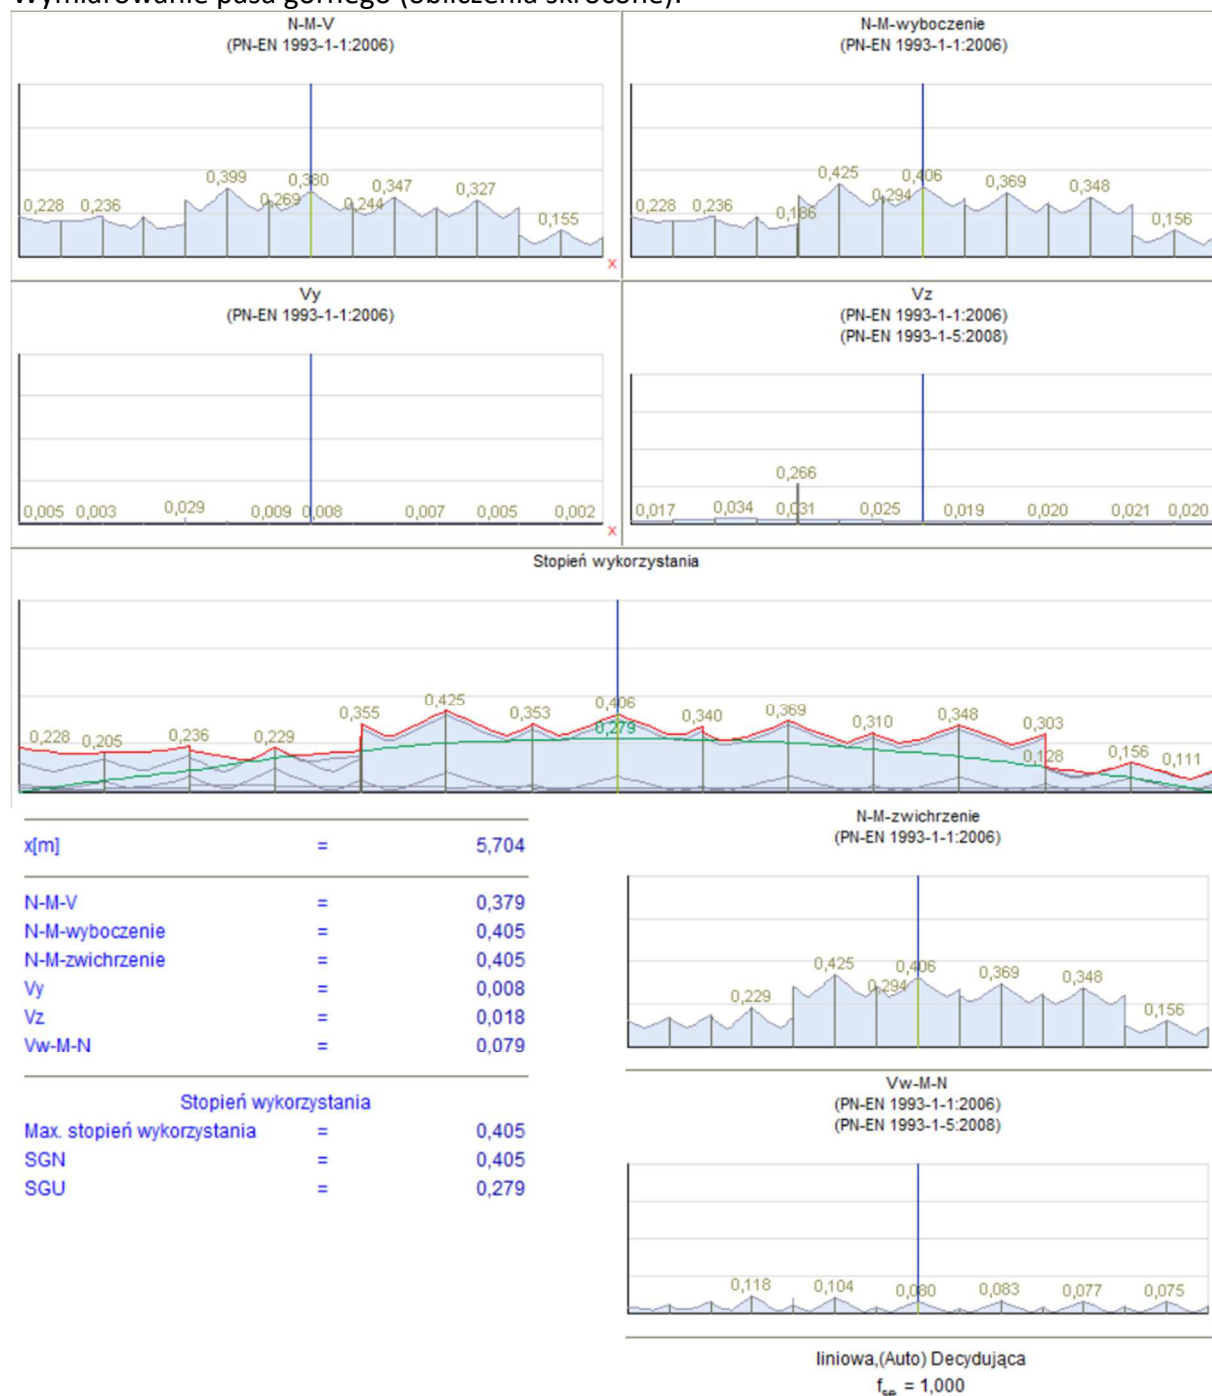 Wymiarowanie pasa górnego (obliczenia skrócone):
N-M-V
(PN-EN 1993-1-1:2006)
0,228 0,236 0,399 0,269 0,380 0,244 0,347 0,327 0,155
x
N-M-wyboczenie
(PN-EN 1993-1-1:2006)
0,228 0,236 0,186 0,425 0,294 0,406 0,369 0,348 0,156
Vy
(PN-EN 1993-1-1:2006)
0,005 0,003 0,029 0,009 0,008 0,007 0,005 0,002
x
Vz
(PN-EN 1993-1-1:2006)
(PN-EN 1993-1-5:2008)
0,266
0,017 0,034 0,031 0,025 0,019 0,020 0,021 0,020
Stopień wykorzystania
0,228 0,205 0,236 0,229 0,355 0,425 0,353 0,406 0,340 0,369 0,310 0,348 0,303 0,156 0,111
0,279 0,128
x[m] = 5,704
N-M-V = 0,379
N-M-wyboczenie = 0,405
N-M-zwichrzenie = 0,405
Vy = 0,008
Vz = 0,018
Vw-M-N = 0,079
Stopień wykorzystania
Max. stopień wykorzystania = 0,405
SGN = 0,405
SGU = 0,279
N-M-zwichrzenie
(PN-EN 1993-1-1:2006)
0,229 0,425 0,294 0,406 0,369 0,348 0,156
Vw-M-N
(PN-EN 1993-1-1:2006)
(PN-EN 1993-1-5:2008)
0,118 0,104 0,080 0,083 0,077 0,075
liniowa,(Auto) Decydująca
fse = 1,000